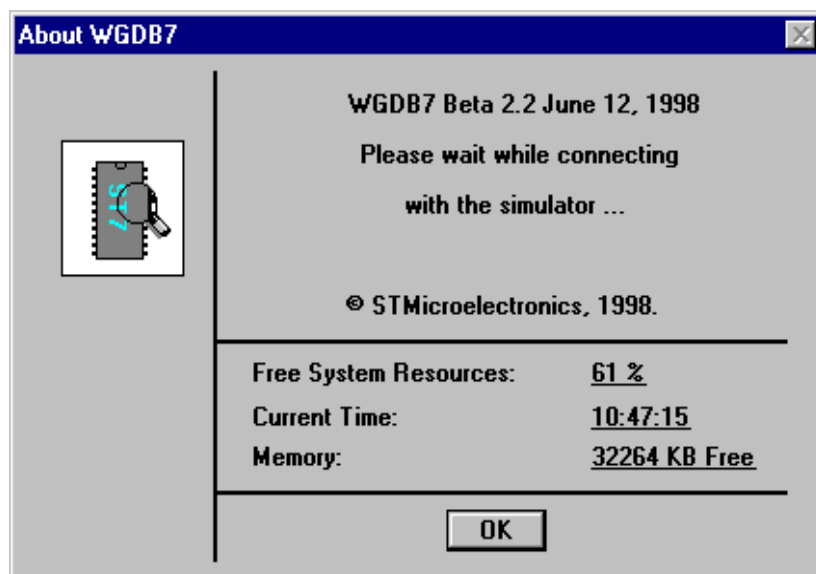 About WGDB7
ST7
WGDB7 Beta 2.2 June 12, 1998
Please wait while connecting
with the simulator ...
© STMicroelectronics, 1998.
Free System Resources: 61 %
Current Time: 10:47:15
Memory: 32264 KB Free
OK